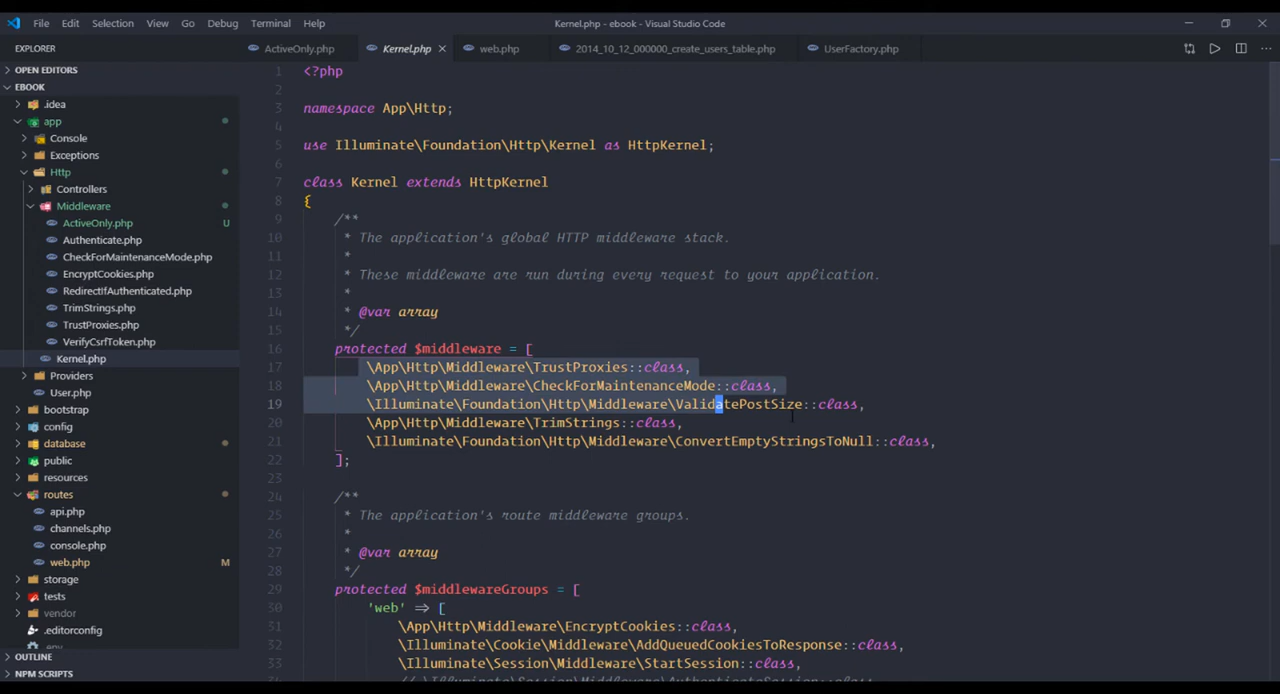 File Edit Selection View Go Debug Terminal Help
Kernel.php - ebook - Visual Studio Code
EXPLORER
OPEN EDITORS
EBOOK
.idea
app
Console
Exceptions
Http
Controllers
Middleware
ActiveOnly.php U
Authenticate.php
CheckForMaintenanceMode.php
EncryptCookies.php
RedirectIfAuthenticated.php
TrimStrings.php
TrustProxies.php
VerifyCsrfToken.php
Kernel.php
Providers
User.php
bootstrap
config
database
public
resources
routes
api.php
channels.php
console.php
web.php M
storage
tests
vendor
.editorconfig
.env
OUTLINE
NPM SCRIPTS
ActiveOnly.php Kernel.php web.php 2014_10_12_000000_create_users_table.php UserFactory.php
1 <?php
2
3 namespace App\Http;
4
5 use Illuminate\Foundation\Http\Kernel as HttpKernel;
6
7 class Kernel extends HttpKernel
8 {
9 /**
10 * The application's global HTTP middleware stack.
11 *
12 * These middleware are run during every request to your application.
13 *
14 * @var array
15 */
16 protected $middleware = [
17 \App\Http\Middleware\TrustProxies::class,
18 \App\Http\Middleware\CheckForMaintenanceMode::class,
19 \Illuminate\Foundation\Http\Middleware\ValidatePostSize::class,
20 \App\Http\Middleware\TrimStrings::class,
21 \Illuminate\Foundation\Http\Middleware\ConvertEmptyStringsToNull::class,
22 ];
23
24 /**
25 * The application's route middleware groups.
26 *
27 * @var array
28 */
29 protected $middlewareGroups = [
30 'web' => [
31 \App\Http\Middleware\EncryptCookies::class,
32 \Illuminate\Cookie\Middleware\AddQueuedCookiesToResponse::class,
33 \Illuminate\Session\Middleware\StartSession::class,
34 // \Illuminate\Session\Middleware\AuthenticateSession::class,